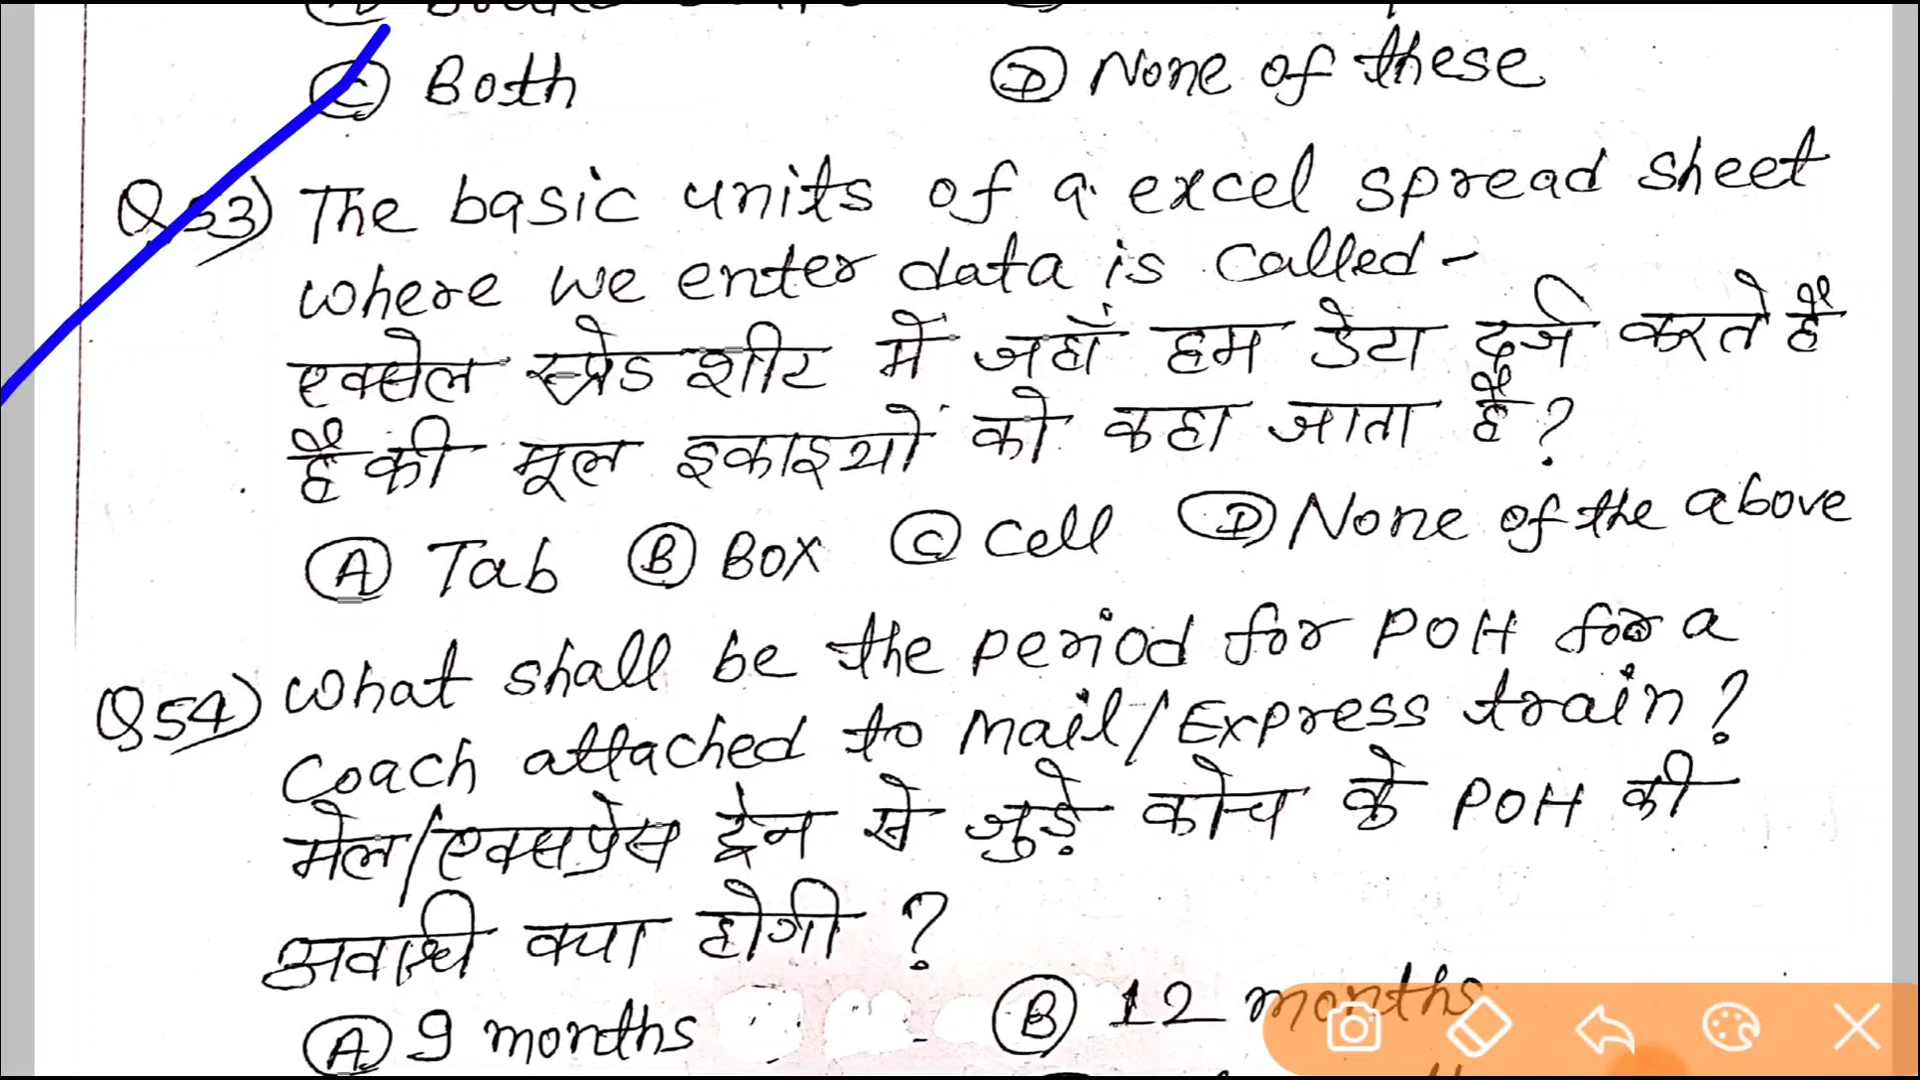 Ⓒ Both Ⓓ None of these
Q53) The basic units of a excel spread sheet
where we enter data is called -
एक्सेल स्प्रेड शीट में जहाँ हम डेटा दर्ज करते है
है की मूल इकाइयों को कहा जाता है?
Ⓐ Tab Ⓑ Box Ⓒ Cell Ⓓ None of the above
Q54) What shall be the period for POH for a
Coach attached to Mail/Express train?
मेल/एक्सप्रेस ट्रेन से जुड़े कोच के POH की
अवधि क्या होगी ?
Ⓐ 9 months Ⓑ 12 months